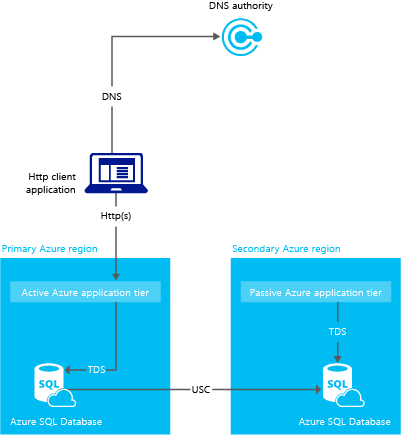 DNS authority
DNS
Http client
application
Http(s)
Primary Azure region
Secondary Azure region
Active Azure application tier
Passive Azure application tier
TDS
TDS
SQL
SQL
USC
Azure SQL Database
Azure SQL Database